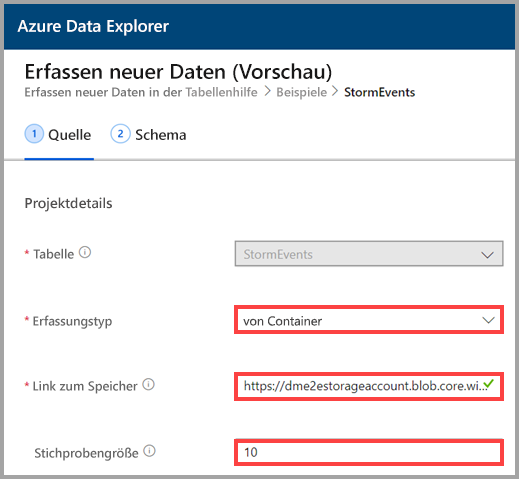 Azure Data Explorer
Erfassen neuer Daten (Vorschau)
Erfassen neuer Daten in der Tabellenhilfe > Beispiele > StormEvents
1 Quelle 2 Schema
Projektdetails
* Tabelle StormEvents
* Erfassungstyp von Container
* Link zum Speicher https://dme2estorageaccount.blob.core.wi...
Stichprobengröße 10